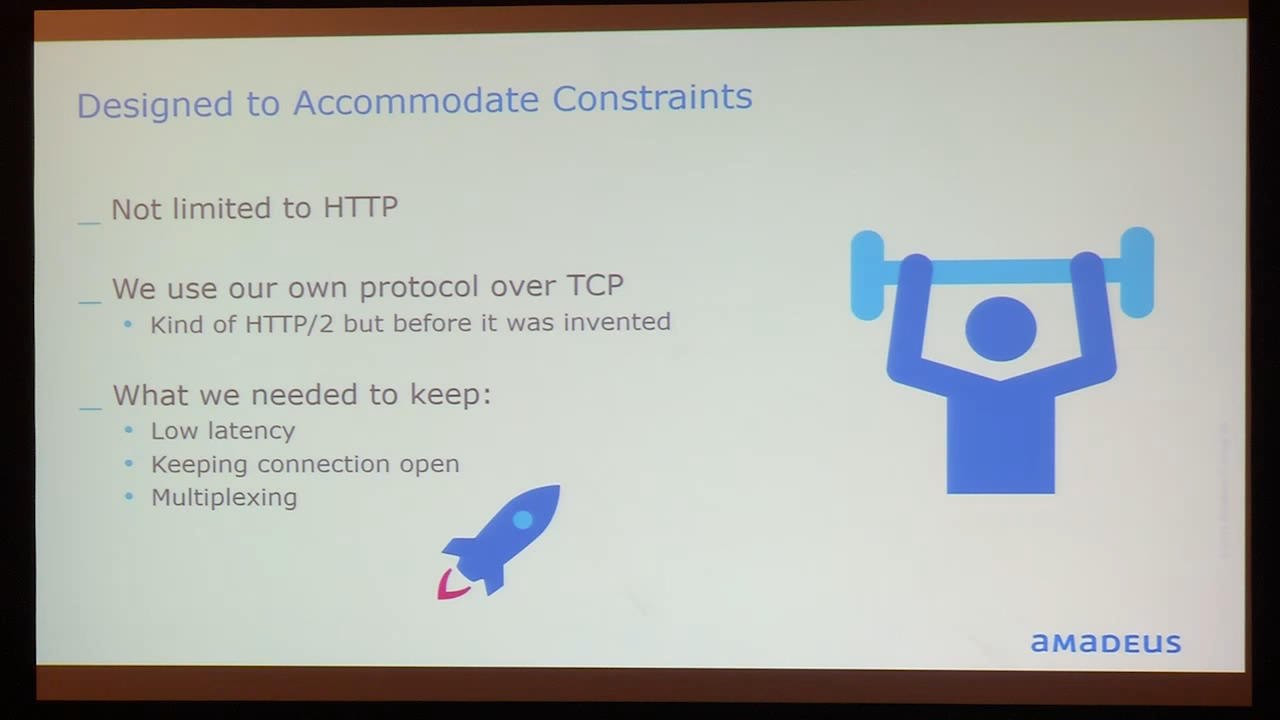 Designed to Accommodate Constraints
_ Not limited to HTTP
_ We use our own protocol over TCP
• Kind of HTTP/2 but before it was invented
_ What we needed to keep:
• Low latency
• Keeping connection open
• Multiplexing
amadeus